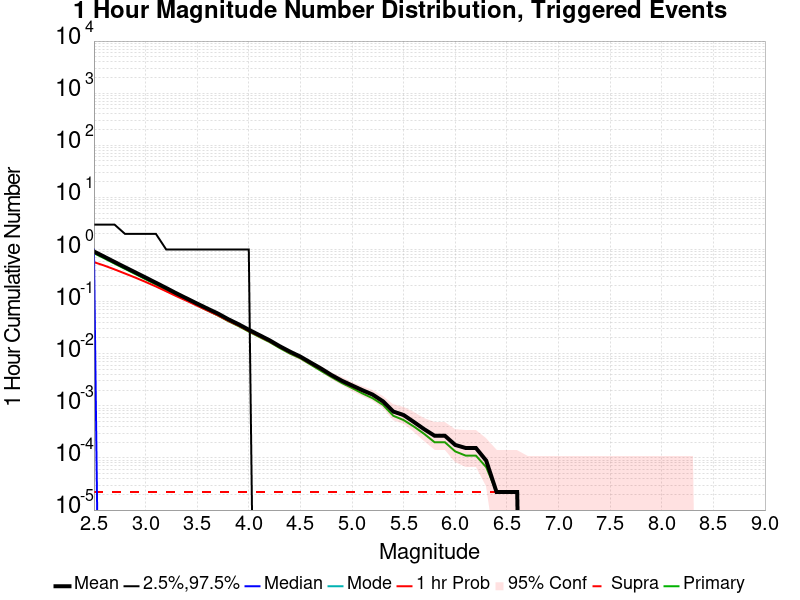 1 Hour Magnitude Number Distribution, Triggered Events
10^4
10^3
10^2
10^1
10^0
10^-1
10^-2
10^-3
10^-4
10^-5
1 Hour Cumulative Number
2.5 3.0 3.5 4.0 4.5 5.0 5.5 6.0 6.5 7.0 7.5 8.0 8.5 9.0
Magnitude
Mean 2.5%,97.5% Median Mode 1 hr Prob 95% Conf Supra Primary